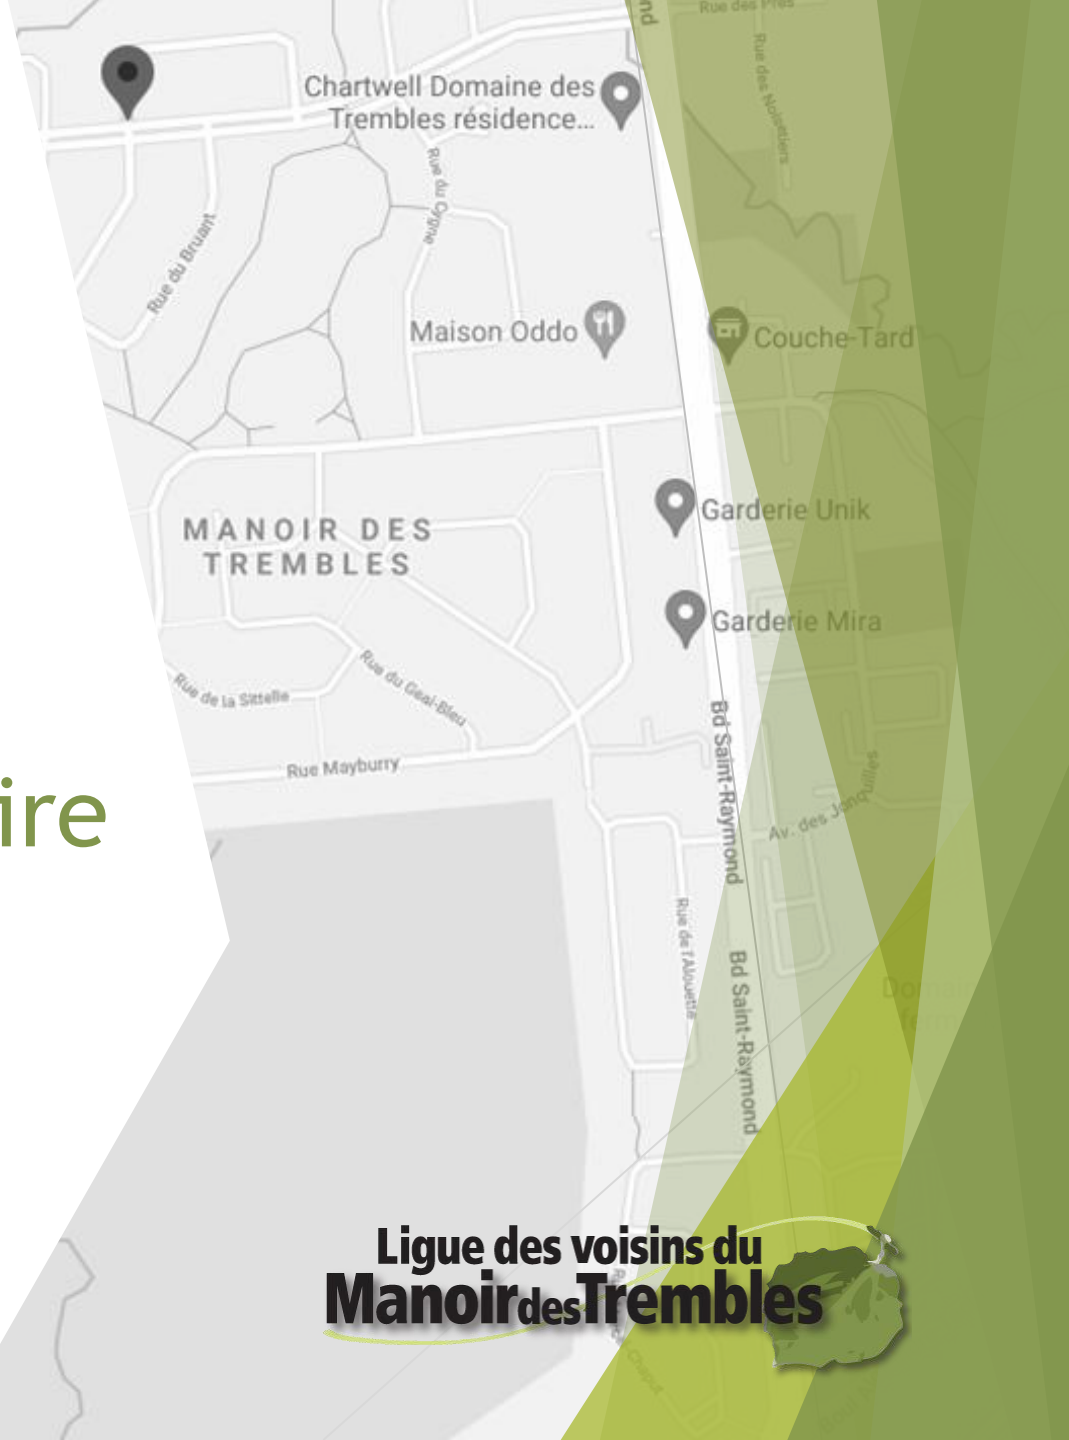 Rue des Prés
Rue des Noisetiers
Chartwell Domaine des
Trembles résidence...
Rue du Cygne
Rue du Bruant
Maison Oddo
Couche-Tard
Garderie Unik
MANOIR DES
TREMBLES
Garderie Mira
Rue du Geai-Bleu
Rue de la Sittelle
Rue Mayburry
Bd Saint-Raymond
Av. des Jonquilles
ire
Rue de l'Alouette
Bd Saint-Raymond
Ligue des voisins du
Manoir des Trembles